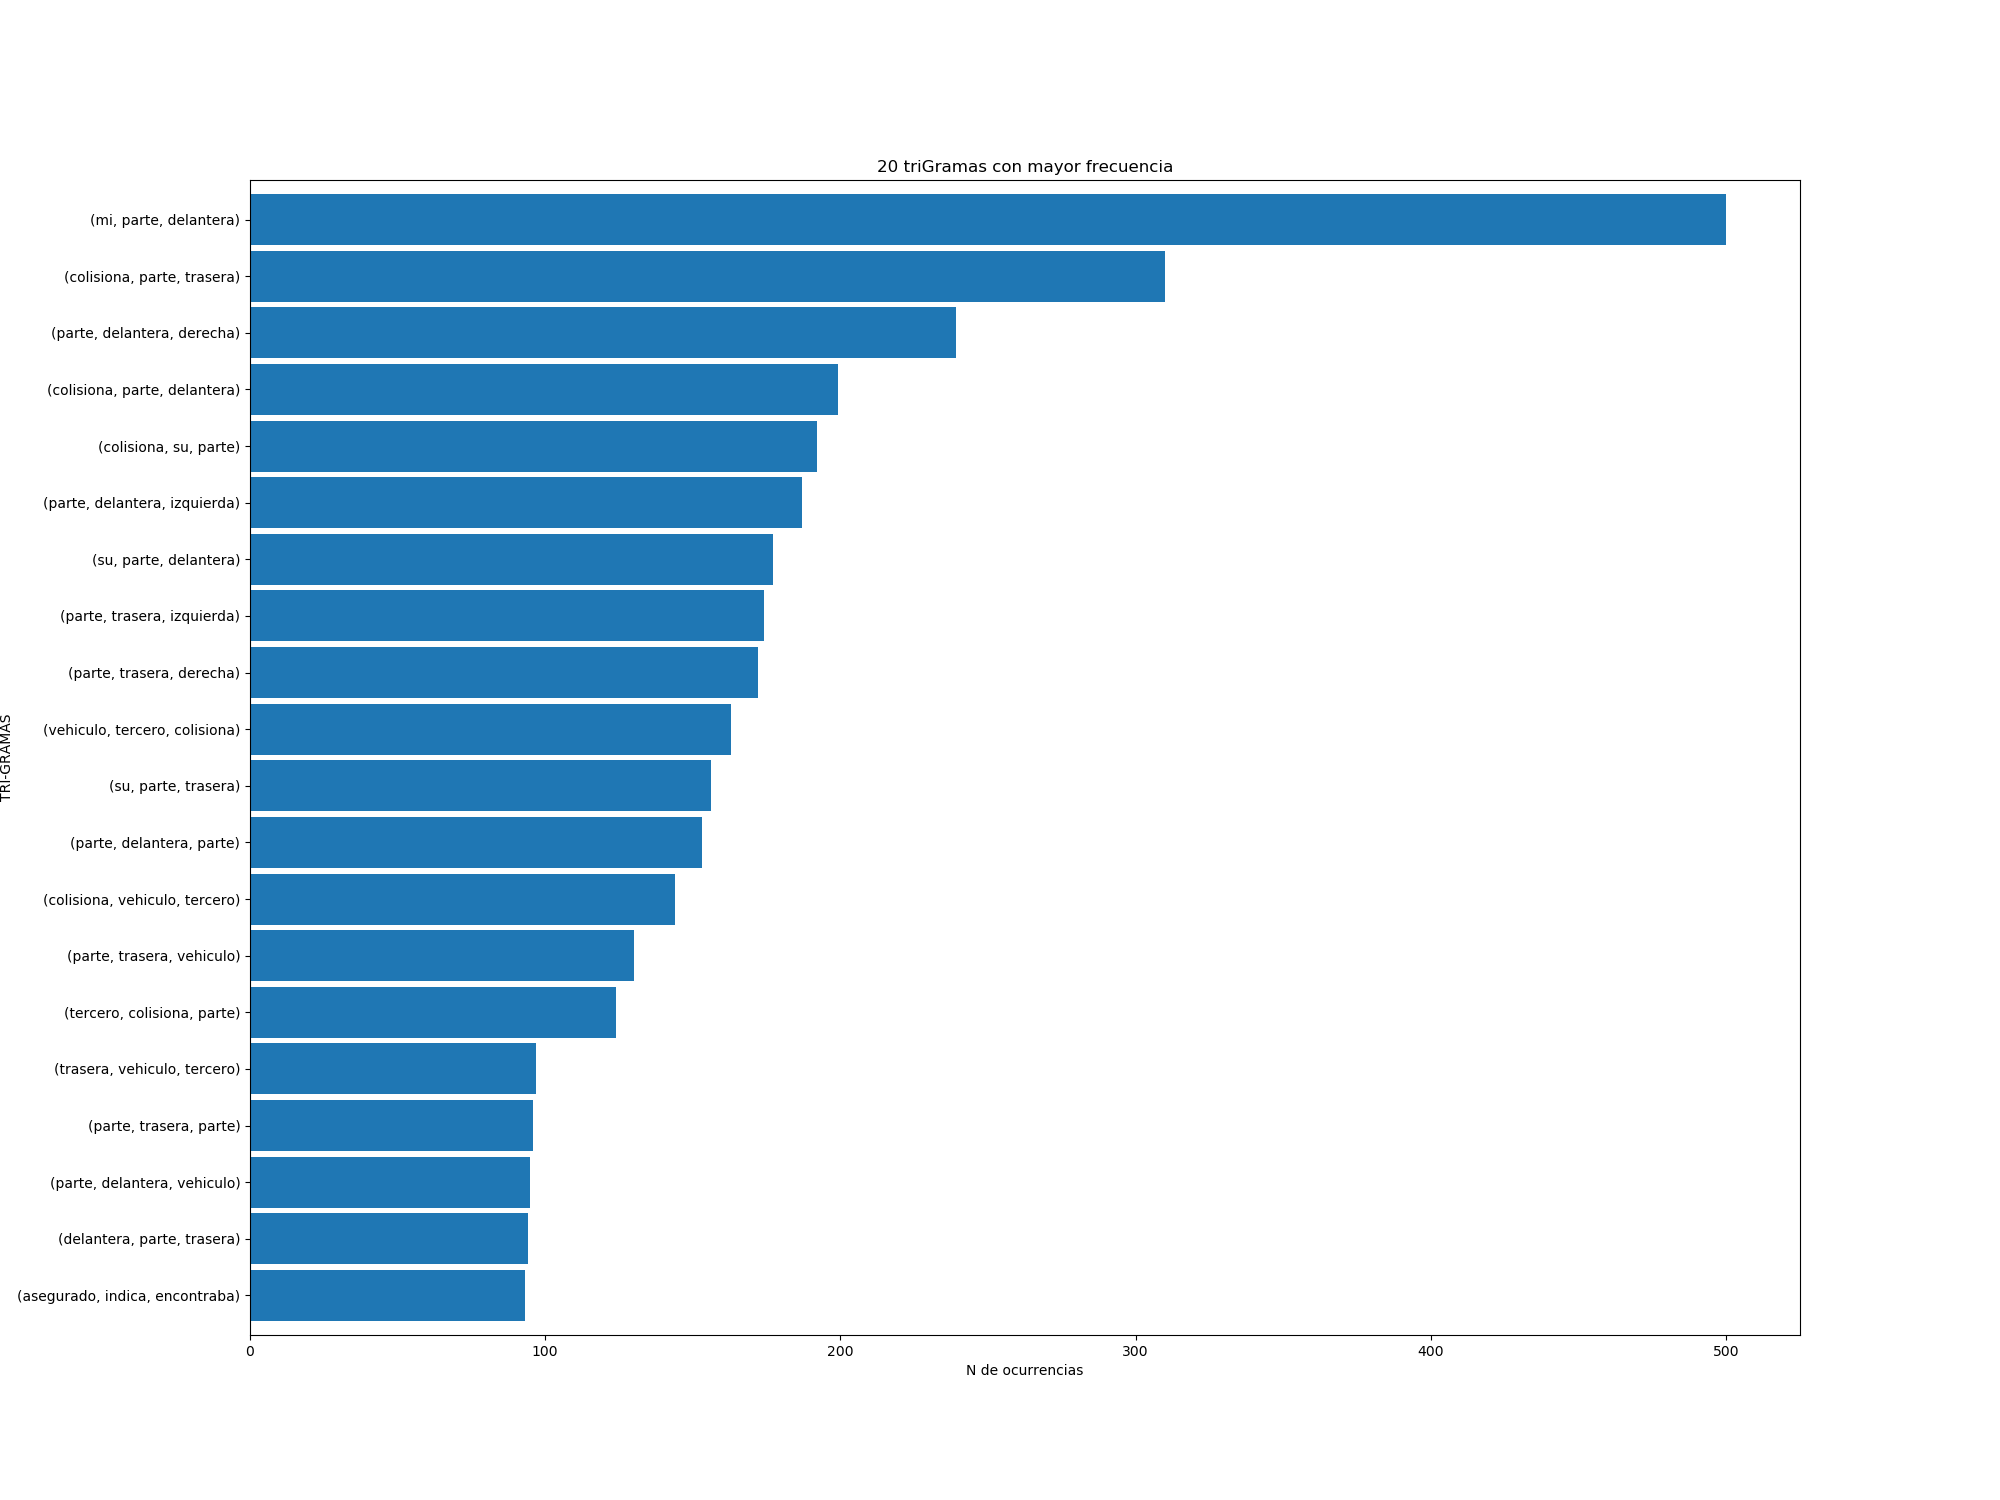 20 triGramas con mayor frecuencia
TRI-GRAMAS
(mi, parte, delantera)
(colisiona, parte, trasera)
(parte, delantera, derecha)
(colisiona, parte, delantera)
(colisiona, su, parte)
(parte, delantera, izquierda)
(su, parte, delantera)
(parte, trasera, izquierda)
(parte, trasera, derecha)
(vehiculo, tercero, colisiona)
(su, parte, trasera)
(parte, delantera, parte)
(colisiona, vehiculo, tercero)
(parte, trasera, vehiculo)
(tercero, colisiona, parte)
(trasera, vehiculo, tercero)
(parte, trasera, parte)
(parte, delantera, vehiculo)
(delantera, parte, trasera)
(asegurado, indica, encontraba)
0 100 200 300 400 500
N de ocurrencias